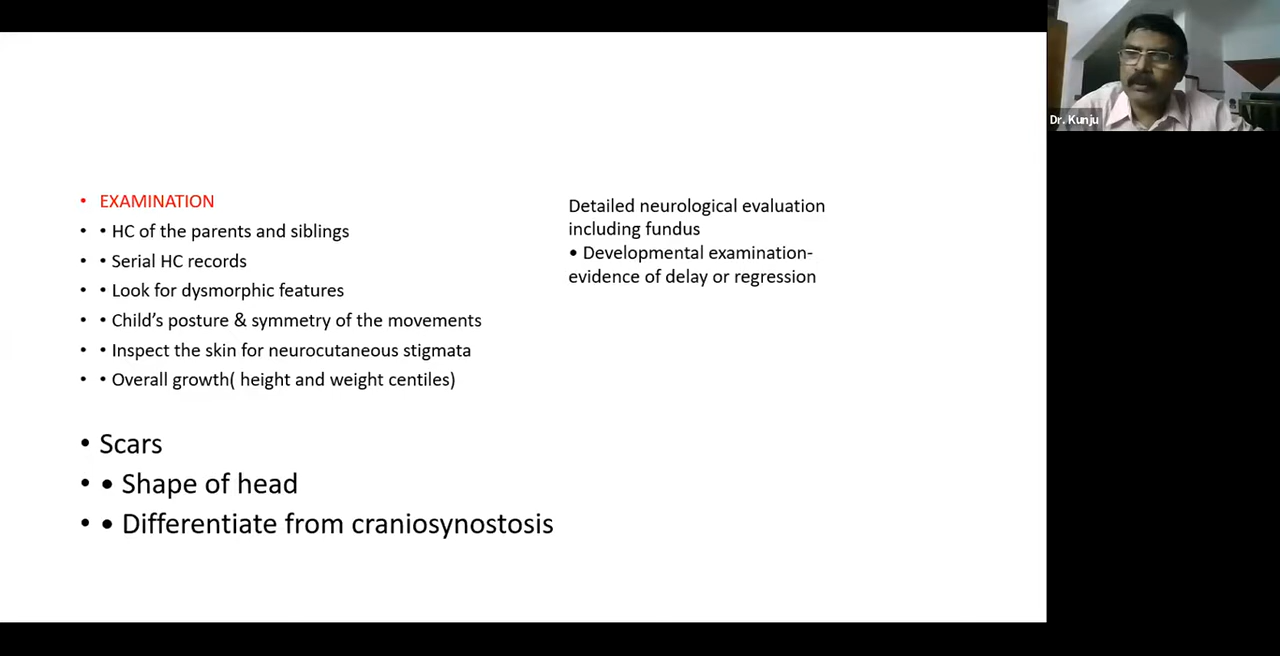 • EXAMINATION
• • HC of the parents and siblings
• • Serial HC records
• • Look for dysmorphic features
• • Child’s posture & symmetry of the movements
• • Inspect the skin for neurocutaneous stigmata
• • Overall growth( height and weight centiles)
• Scars
• • Shape of head
• • Differentiate from craniosynostosis
Detailed neurological evaluation
including fundus
• Developmental examination-
evidence of delay or regression
Dr. Kunju